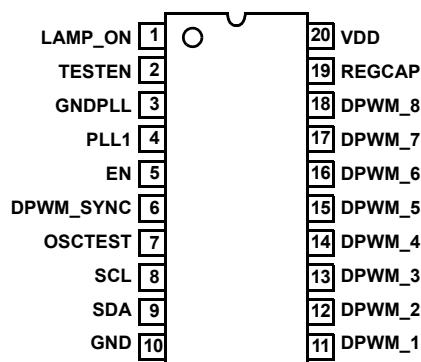 LAMP_ON 1 20 VDD
TESTEN 2 19 REGCAP
GNDPLL 3 18 DPWM_8
PLL1 4 17 DPWM_7
EN 5 16 DPWM_6
DPWM_SYNC 6 15 DPWM_5
OSCTEST 7 14 DPWM_4
SCL 8 13 DPWM_3
SDA 9 12 DPWM_2
GND 10 11 DPWM_1